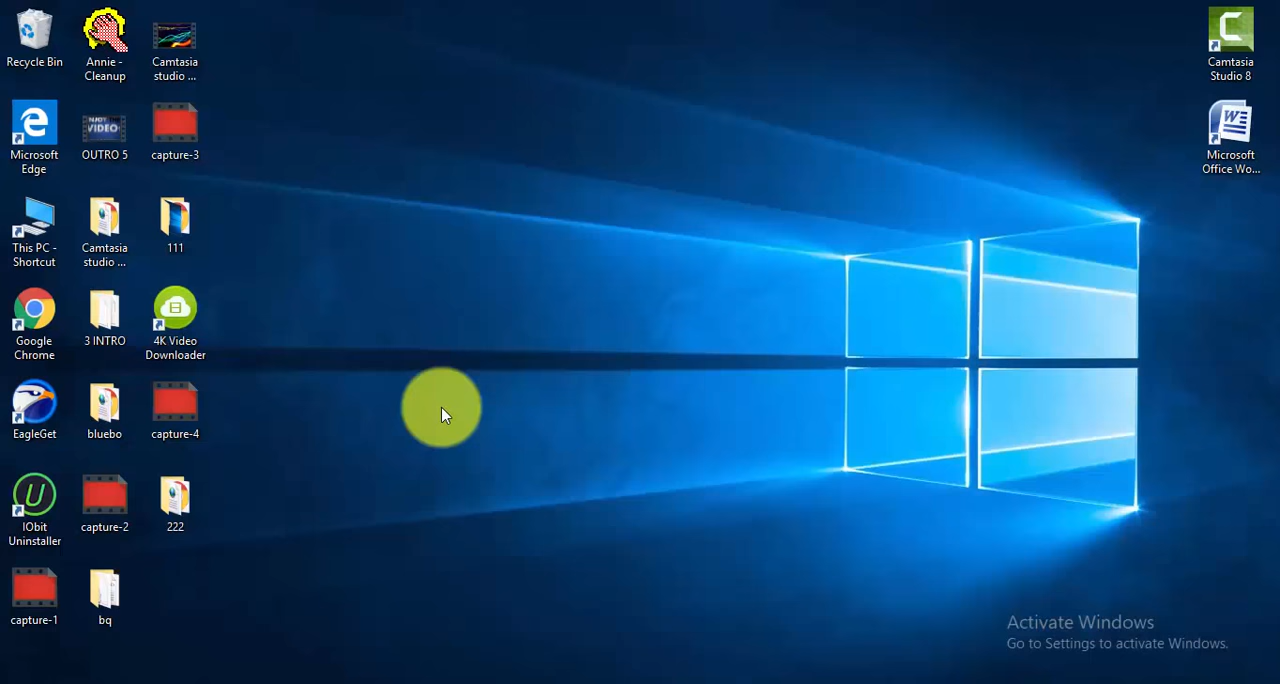 Recycle Bin
Annie -
Cleanup
Camtasia
studio ...
Camtasia
Studio 8
Microsoft
Edge
NJOY
VIDEO
OUTRO 5
capture-3
Microsoft
Office Wo...
This PC -
Shortcut
Camtasia
studio ...
111
Google
Chrome
3 INTRO
4K Video
Downloader
EagleGet
bluebo
capture-4
IObit
Uninstaller
capture-2
222
capture-1
bq
Activate Windows
Go to Settings to activate Windows.